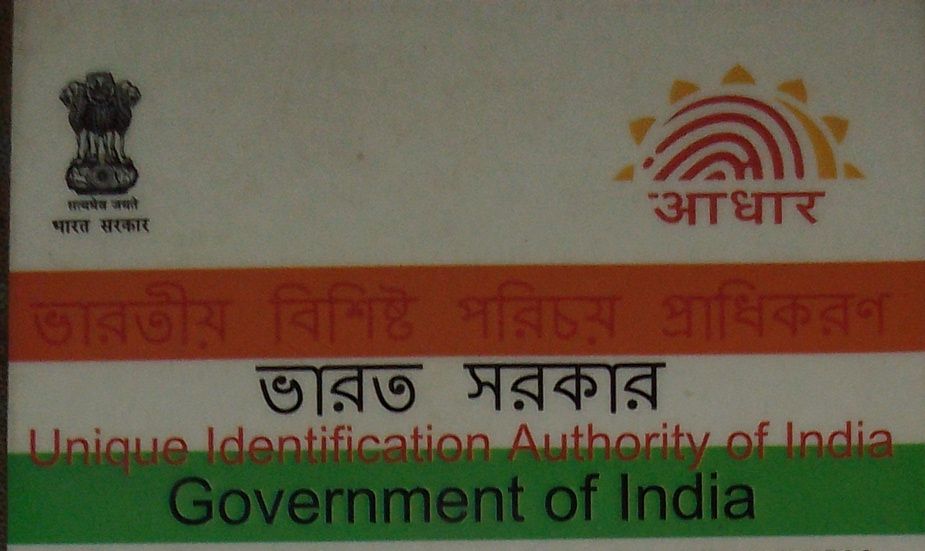 सत्यमेव जयते
भारत सरकार
आधार
ভারতীয় বিশিষ্ট পরিচয় প্রাধিকরণ
ভারত সরকার
Unique Identification Authority of India
Government of India